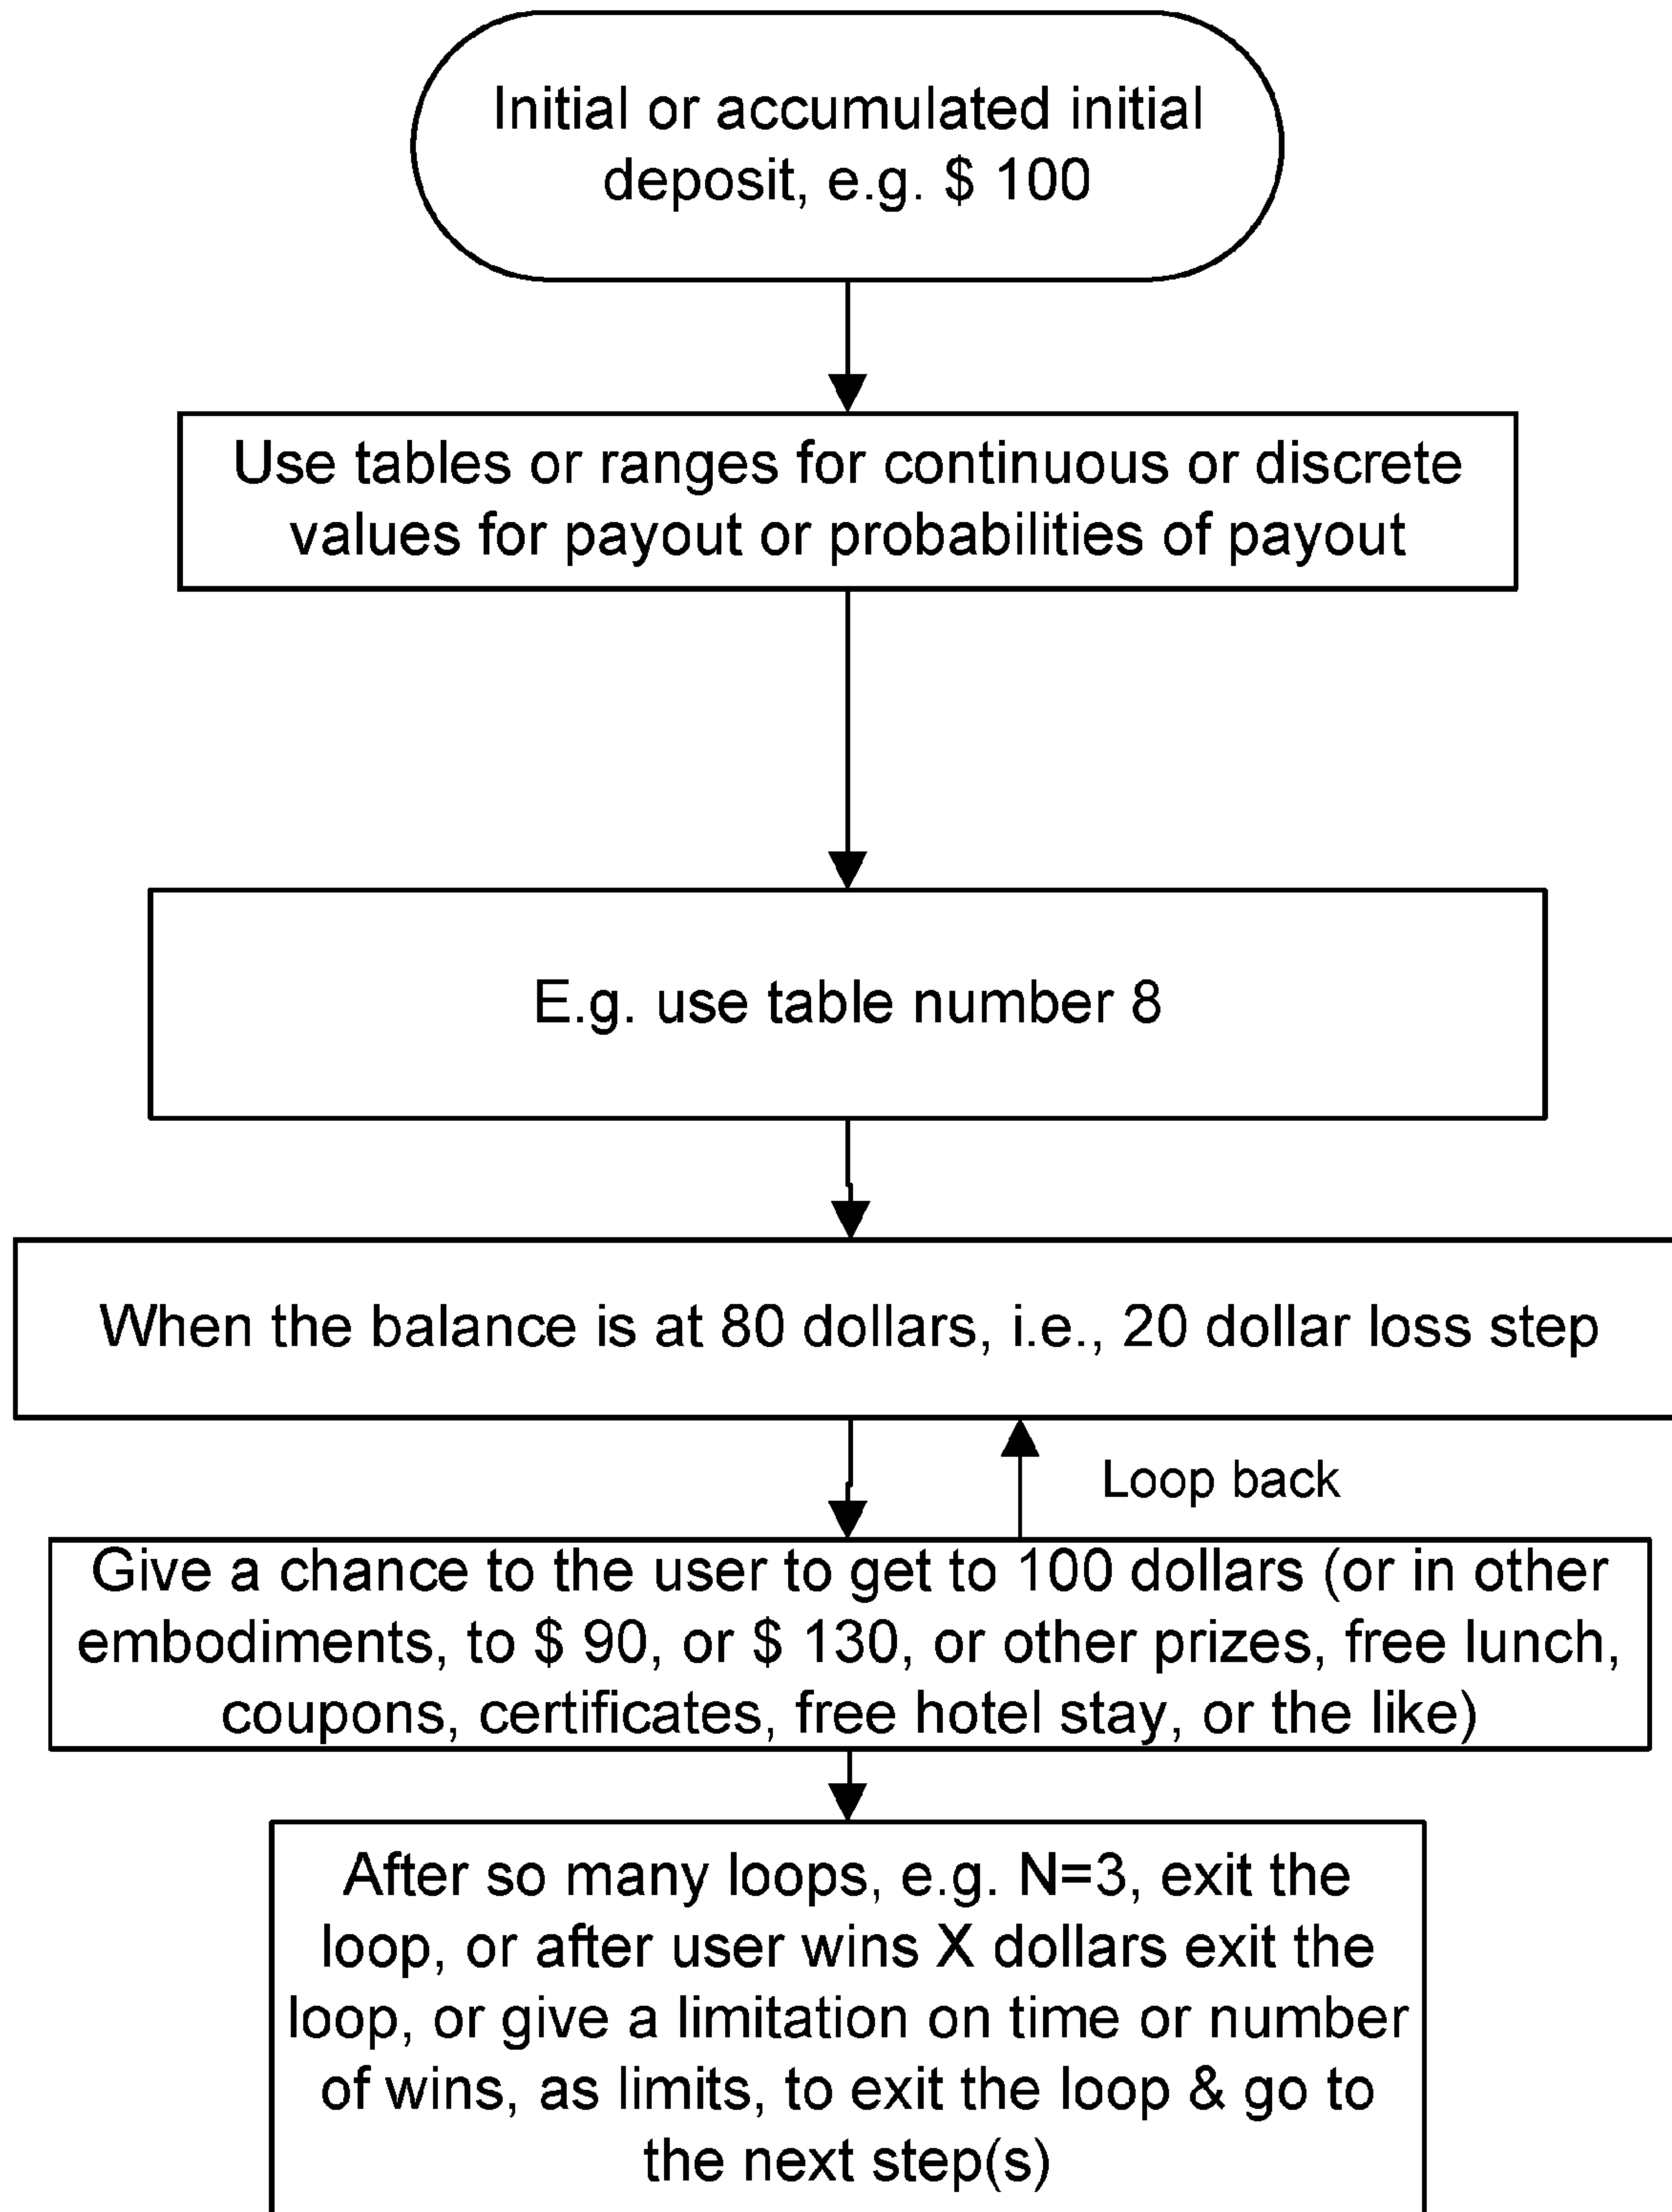 Initial or accumulated initial
deposit, e.g. $ 100
Use tables or ranges for continuous or discrete
values for payout or probabilities of payout
E.g. use table number 8
When the balance is at 80 dollars, i.e., 20 dollar loss step
Loop back
Give a chance to the user to get to 100 dollars (or in other
embodiments, to $ 90, or $ 130, or other prizes, free lunch,
coupons, certificates, free hotel stay, or the like)
After so many loops, e.g. N=3, exit the
loop, or after user wins X dollars exit the
loop, or give a limitation on time or number
of wins, as limits, to exit the loop & go to
the next step(s)